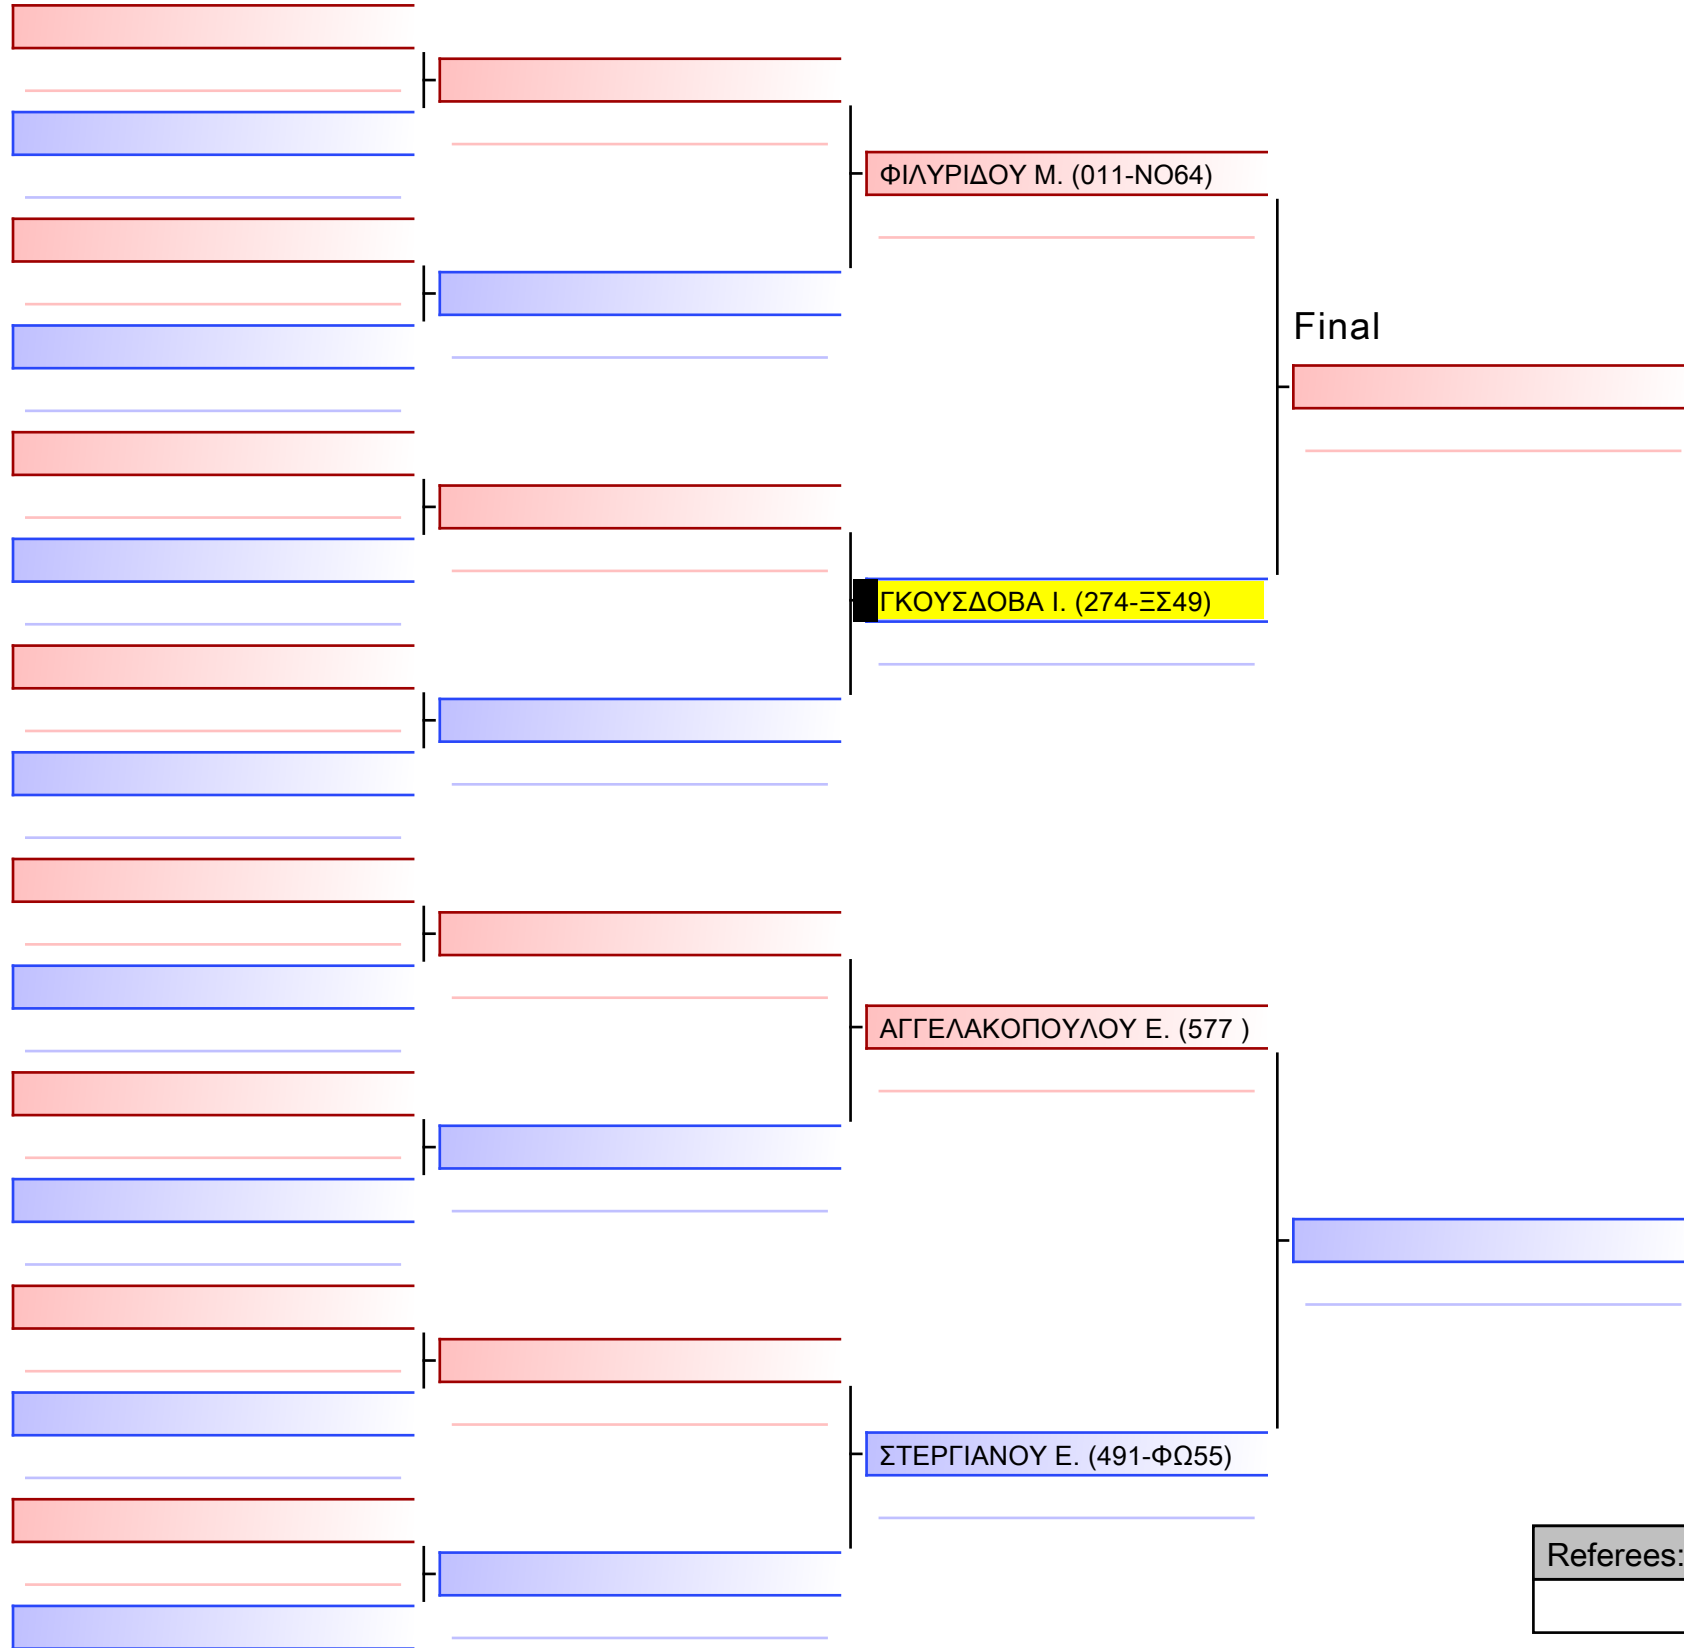 ΦΙΛΥΡΙΔΟΥ Μ. (011-ΝΟ64)
Final
ΓΚΟΥΣΔΟΒΑ Ι. (274-ΞΣ49)
ΑΓΓΕΛΑΚΟΠΟΥΛΟΥ Ε. (577 )
ΣΤΕΡΓΙΑΝΟΥ Ε. (491-ΦΩ55)
Referees: